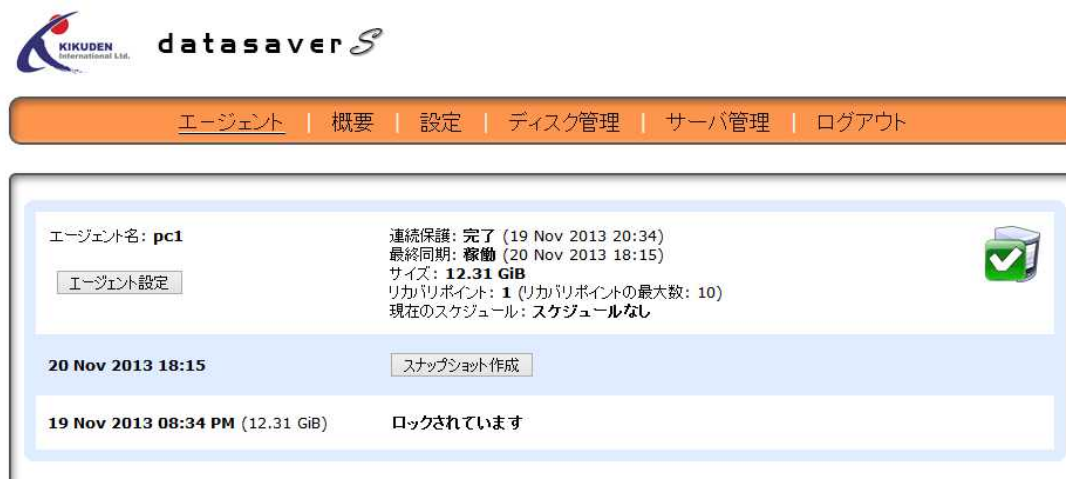 KIKUDEN
International Ltd.
datasaver S
エージェント | 概要 | 設定 | ディスク管理 | サーバ管理 | ログアウト
エージェント名: pc1
エージェント設定
連続保護: 完了 (19 Nov 2013 20:34)
最終同期: 稼働 (20 Nov 2013 18:15)
サイズ: 12.31 GiB
リカバリポイント: 1 (リカバリポイントの最大数: 10)
現在のスケジュール: スケジュールなし
20 Nov 2013 18:15 スナップショット作成
19 Nov 2013 08:34 PM (12.31 GiB) ロックされています